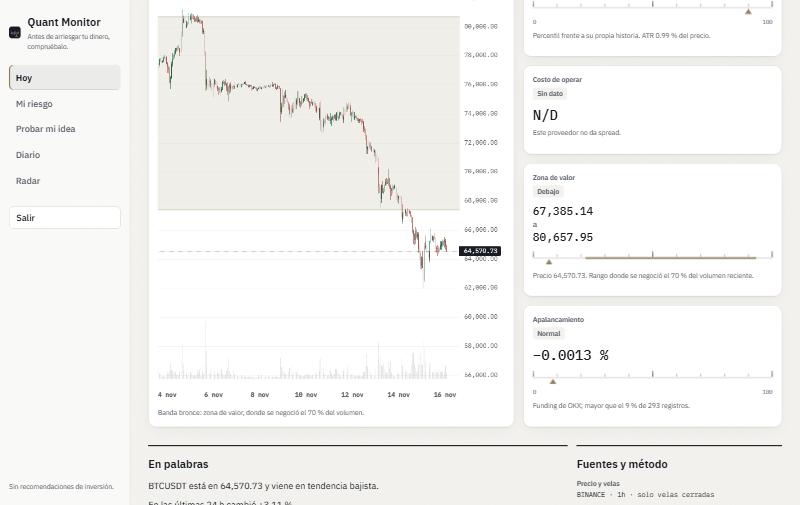 Quant Monitor
Antes de arriesgar tu dinero,
compruébalo.
Hoy
Mi riesgo
Probar mi idea
Diario
Radar
Salir
Sin recomendaciones de inversión.
80,000.00
78,000.00
76,000.00
74,000.00
72,000.00
70,000.00
68,000.00
66,000.00
64,570.73
64,000.00
62,000.00
60,000.00
58,000.00
56,000.00
4 nov
6 nov
8 nov
10 nov
12 nov
14 nov
16 nov
Banda bronce: zona de valor, donde se negoció el 70 % del volumen.
0
100
Percentil frente a su propia historia. ATR 0.99 % del precio.
Costo de operar
Sin dato
N/D
Este proveedor no da spread.
Zona de valor
Debajo
67,385.14
a
80,657.95
Precio 64,570.73. Rango donde se negoció el 70 % del volumen reciente.
Apalancamiento
Normal
−0.0013 %
0
100
Funding de OKX; mayor que el 9 % de 293 registros.
En palabras
BTCUSDT está en 64,570.73 y viene en tendencia bajista.
En las últimas 24 h cambió +3.11 %.
Fuentes y método
Precio y velas
BINANCE · 1h · solo velas cerradas